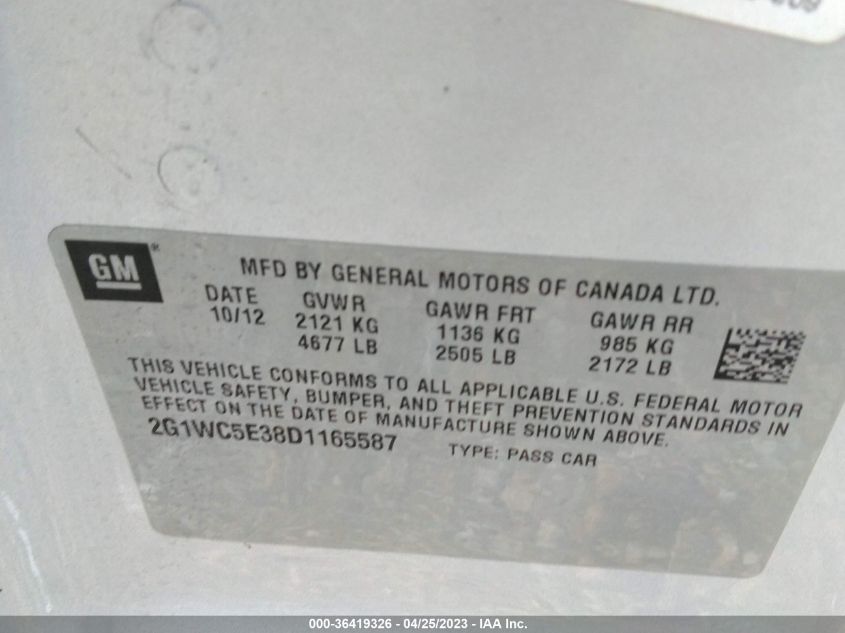 GM®
MFD BY GENERAL MOTORS OF CANADA LTD.
DATE GVWR GAWR FRT GAWR RR
10/12 2121 KG 1136 KG 985 KG
4677 LB 2505 LB 2172 LB
THIS VEHICLE CONFORMS TO ALL APPLICABLE U.S. FEDERAL MOTOR
VEHICLE SAFETY, BUMPER, AND THEFT PREVENTION STANDARDS IN
EFFECT ON THE DATE OF MANUFACTURE SHOWN ABOVE.
2G1WC5E38D1165587 TYPE: PASS CAR
000-36419326 / 04/25/2023 - IAA Inc.